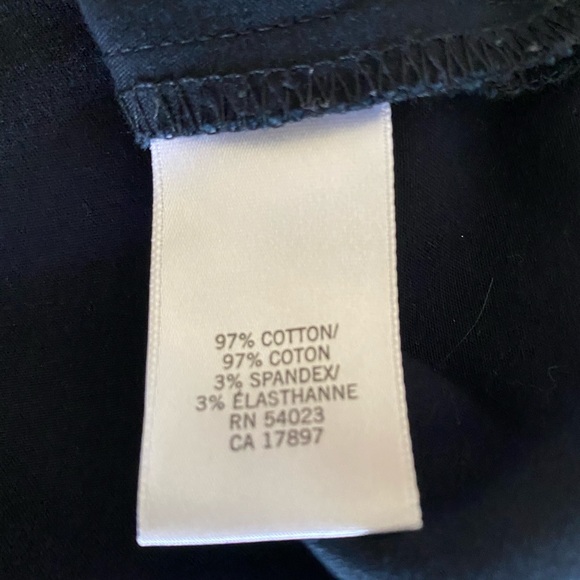 97% COTTON/
97% COTON
3% SPANDEX/
3% ÉLASTHANNE
RN 54023
CA 17897